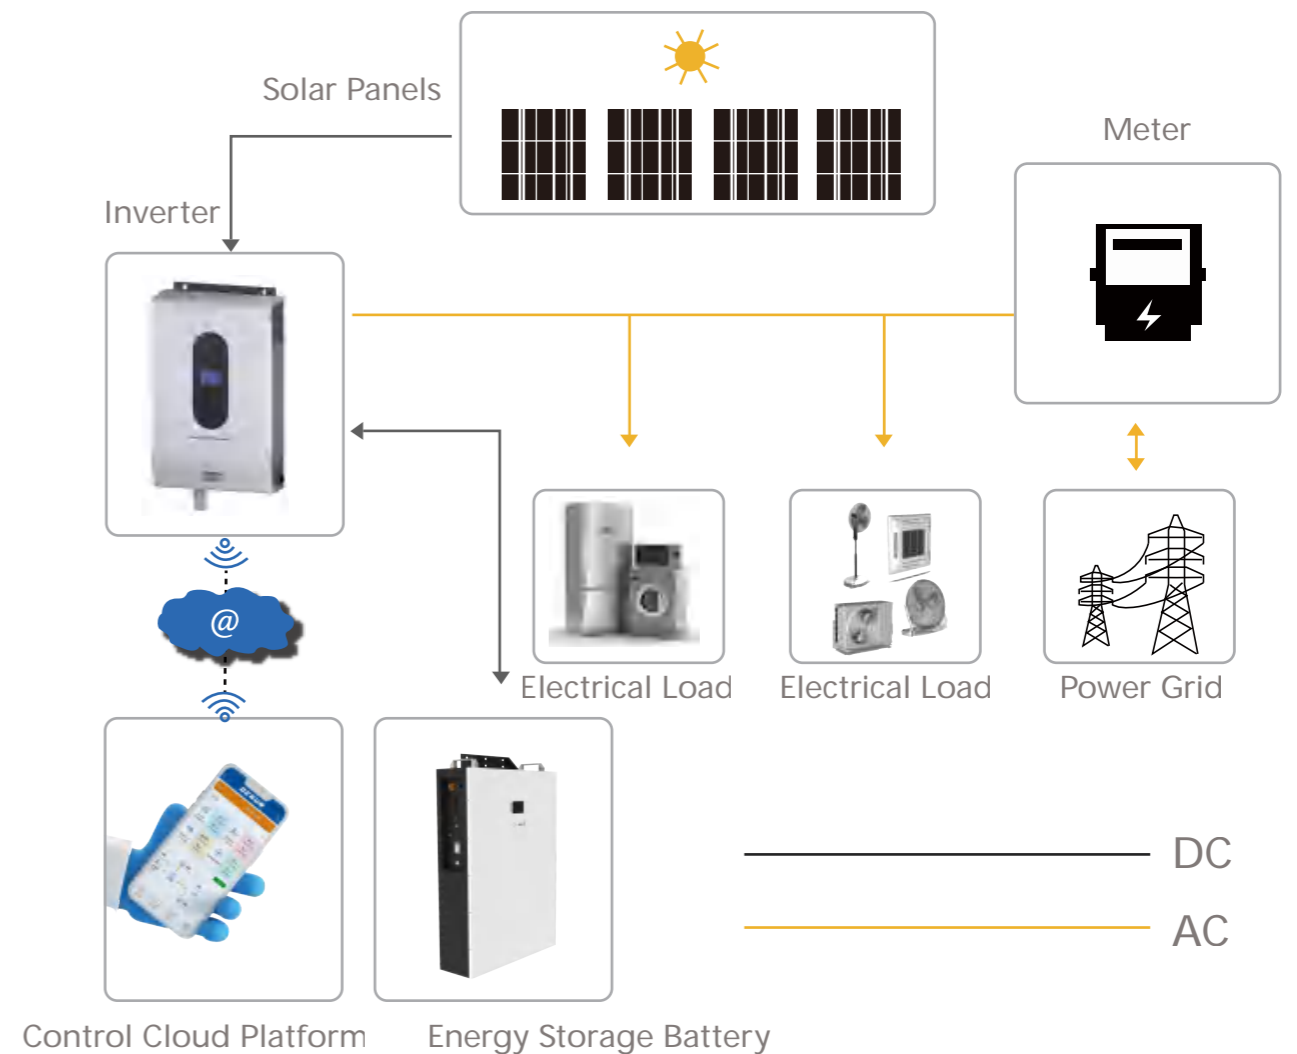 Solar Panels
Meter
Inverter
@
Electrical Load
Electrical Load
Power Grid
DC
AC
Control Cloud Platform
Energy Storage Battery